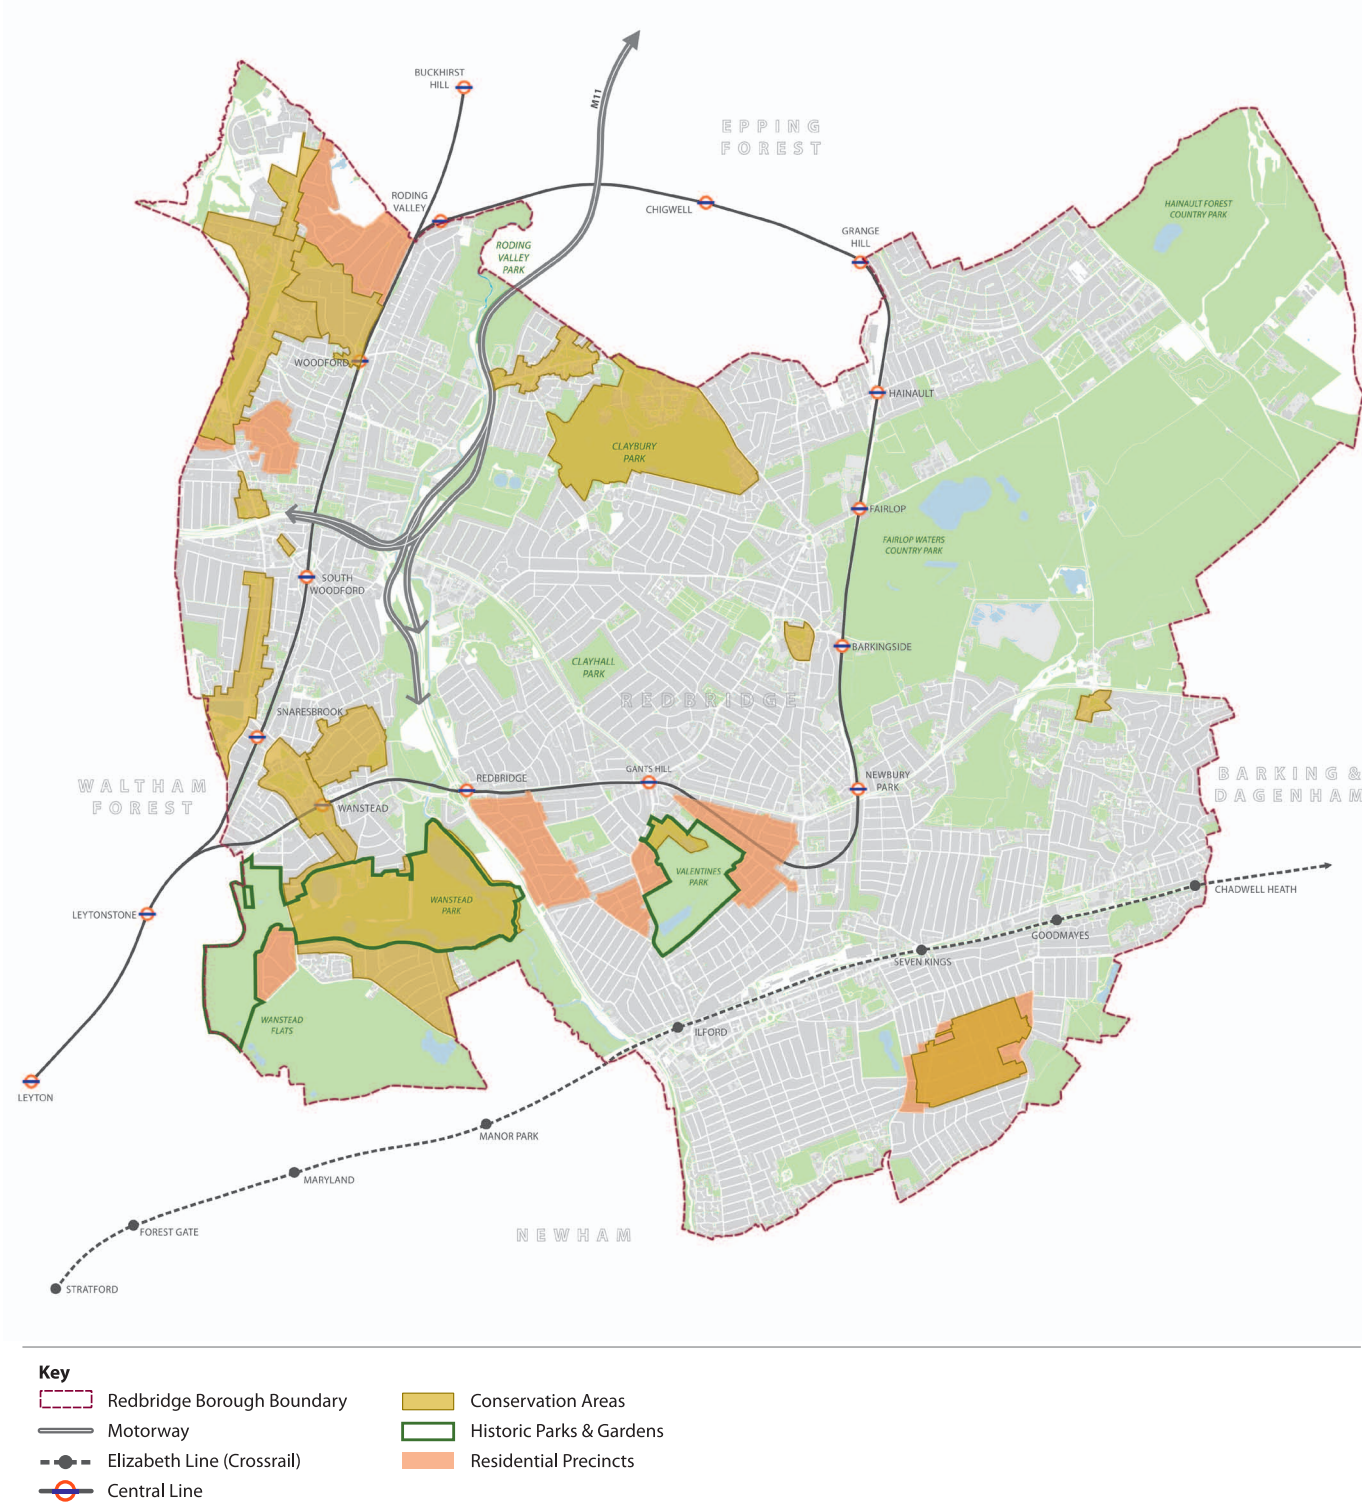 BUCKHIRST
HILL
M11
EPPING
FOREST
RODING
VALLEY
CHIGWELL
HAINAULT FOREST
COUNTRY PARK
GRANGE
HILL
RODING
VALLEY
PARK
WOODFORD
HAINAULT
CLAYBURY
PARK
FAIRLOP
FAIRLOP WATERS
COUNTRY PARK
SOUTH
WOODFORD
BARKINGSIDE
CLAYHALL
PARK
REDBRIDGE
SNARESBROOK
WALTHAM
FOREST
REDBRIDGE
GANTS HILL
NEWBURY
PARK
BARKING &
DAGENHAM
WANSTEAD
VALENTINES
PARK
CHADWELL HEATH
LEYTONSTONE
WANSTEAD
PARK
GOODMAYES
SEVEN KINGS
WANSTEAD
FLATS
ILFORD
LEYTON
MANOR PARK
MARYLAND
FOREST GATE
NEWHAM
STRATFORD
Key
Redbridge Borough Boundary
Motorway
Elizabeth Line (Crossrail)
Central Line
Conservation Areas
Historic Parks & Gardens
Residential Precincts